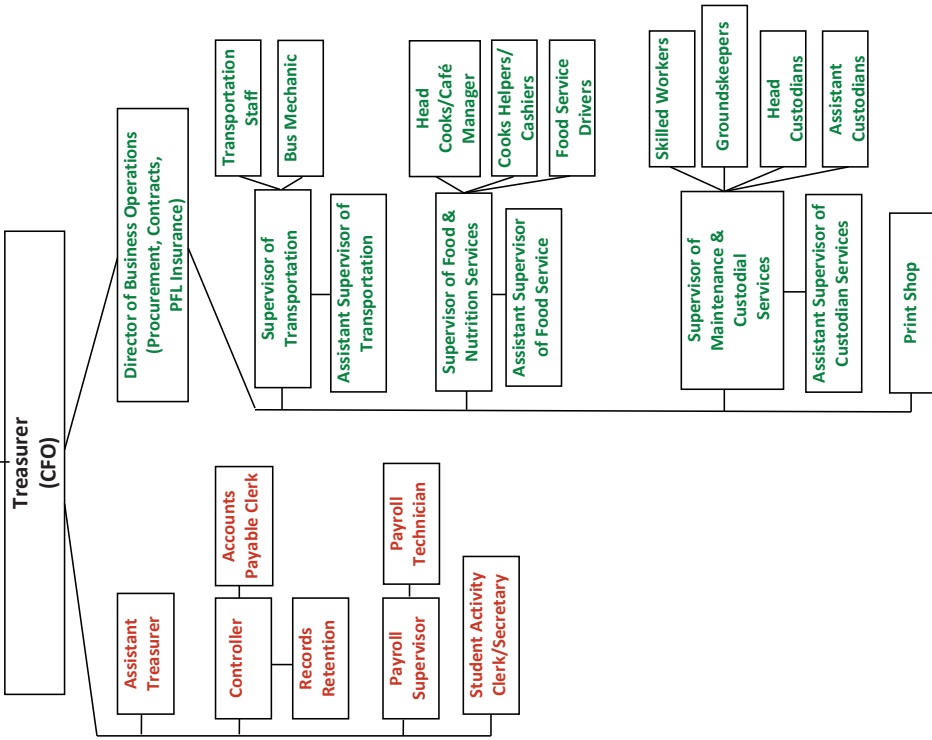 Treasurer
(CFO)
Assistant
Treasurer
Controller
Accounts
Payable Clerk
Records
Retention
Payroll
Supervisor
Payroll
Technician
Student Activity
Clerk/Secretary
Director of Business Operations
(Procurement, Contracts,
PFL Insurance)
Supervisor of
Transportation
Transportation
Staff
Bus Mechanic
Assistant Supervisor of
Transportation
Supervisor of Food &
Nutrition Services
Head
Cooks/Café
Manager
Cooks Helpers/
Cashiers
Food Service
Drivers
Assistant Supervisor
of Food Service
Supervisor of
Maintenance &
Custodial
Services
Skilled Workers
Groundskeepers
Head
Custodians
Assistant
Custodians
Assistant Supervisor of
Custodian Services
Print Shop